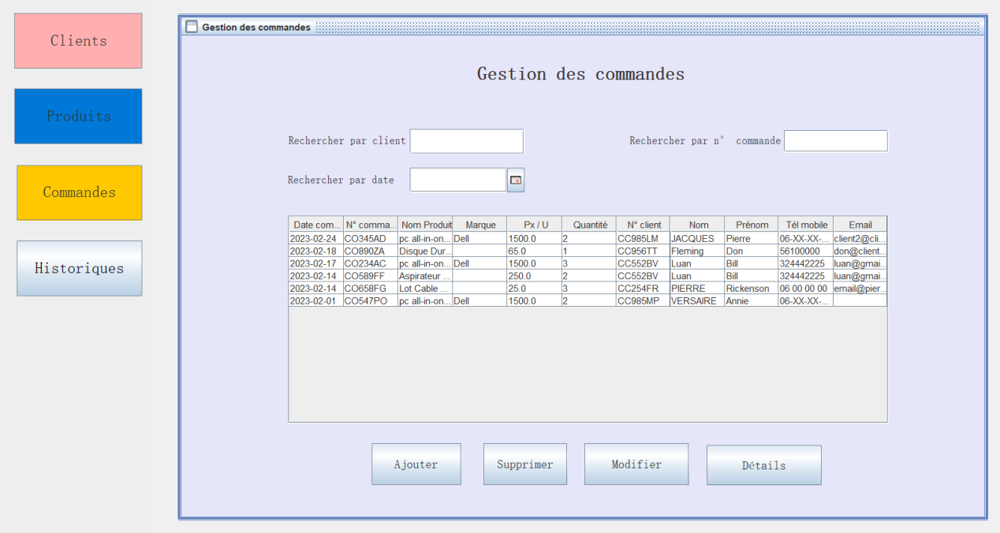 Clients
Produits
Commandes
Historiques
Gestion des commandes
Gestion des commandes
Rechercher par client
Rechercher par n° commande
Rechercher par date
Date com... N° comma... Nom Produit Marque Px / U Quantité N° client Nom Prénom Tél mobile Email
2023-02-24 CO345AD pc all-in-on... Dell 1500.0 2 CC985LM JACQUES Pierre 06-XX-XX-... client2@cli...
2023-02-18 CO890ZA Disque Dur... 65.0 1 CC956TT Fleming Don 56100000 don@client...
2023-02-17 CO234AC pc all-in-on... Dell 1500.0 3 CC552BV Luan Bill 324442225 luan@gmai...
2023-02-14 CO589FF Aspirateur ... 250.0 2 CC552BV Luan Bill 324442225 luan@gmai...
2023-02-14 CO658FG Lot Cable ... 25.0 3 CC254FR PIERRE Rickenson 06 00 00 00 email@pier...
2023-02-01 CO547PO pc all-in-on... Dell 1500.0 2 CC985MP VERSAIRE Annie 06-XX-XX-...
Ajouter
Supprimer
Modifier
Détails